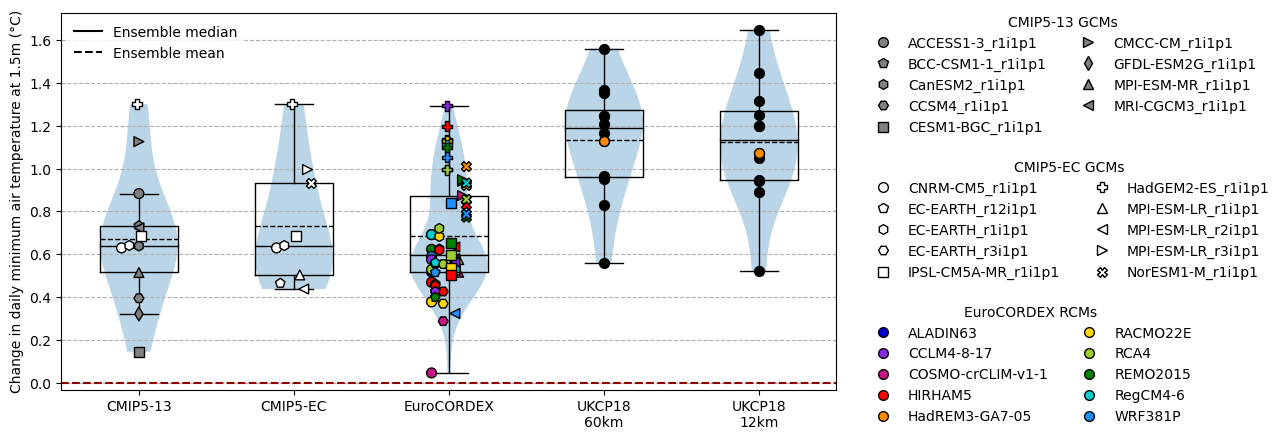 Change in daily minimum air temperature at 1.5m (°C)
1.6
1.4
1.2
1.0
0.8
0.6
0.4
0.2
0.0
Ensemble median
Ensemble mean
CMIP5-13
CMIP5-EC
EuroCORDEX
UKCP18
60km
UKCP18
12km
CMIP5-13 GCMs
ACCESS1-3_r1i1p1
BCC-CSM1-1_r1i1p1
CanESM2_r1i1p1
CCSM4_r1i1p1
CESM1-BGC_r1i1p1
CMCC-CM_r1i1p1
GFDL-ESM2G_r1i1p1
MPI-ESM-MR_r1i1p1
MRI-CGCM3_r1i1p1
CMIP5-EC GCMs
CNRM-CM5_r1i1p1
EC-EARTH_r12i1p1
EC-EARTH_r1i1p1
EC-EARTH_r3i1p1
IPSL-CM5A-MR_r1i1p1
HadGEM2-ES_r1i1p1
MPI-ESM-LR_r1i1p1
MPI-ESM-LR_r2i1p1
MPI-ESM-LR_r3i1p1
NorESM1-M_r1i1p1
EuroCORDEX RCMs
ALADIN63
CCLM4-8-17
COSMO-crCLIM-v1-1
HIRHAM5
HadREM3-GA7-05
RACMO22E
RCA4
REMO2015
RegCM4-6
WRF381P